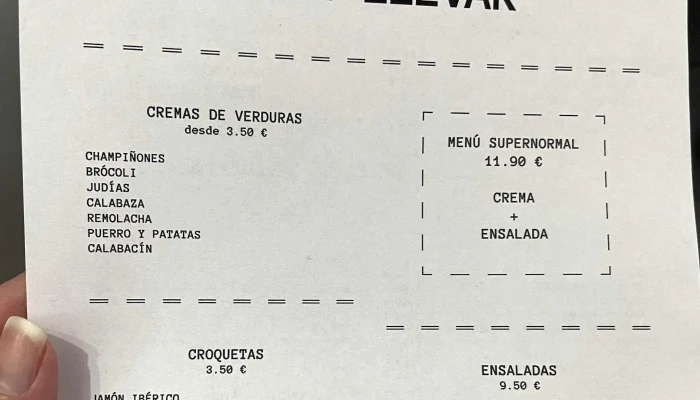 LLEVAR
CREMAS DE VERDURAS
desde 3.50 €
CHAMPIÑONES
BRÓCOLI
JUDÍAS
CALABAZA
REMOLACHA
PUERRO Y PATATAS
CALABACÍN
MENÚ SUPERNORMAL
11.90 €
CREMA
+
ENSALADA
CROQUETAS
3.50 €
JAMÓN IBÉRICO
ENSALADAS
9.50 €